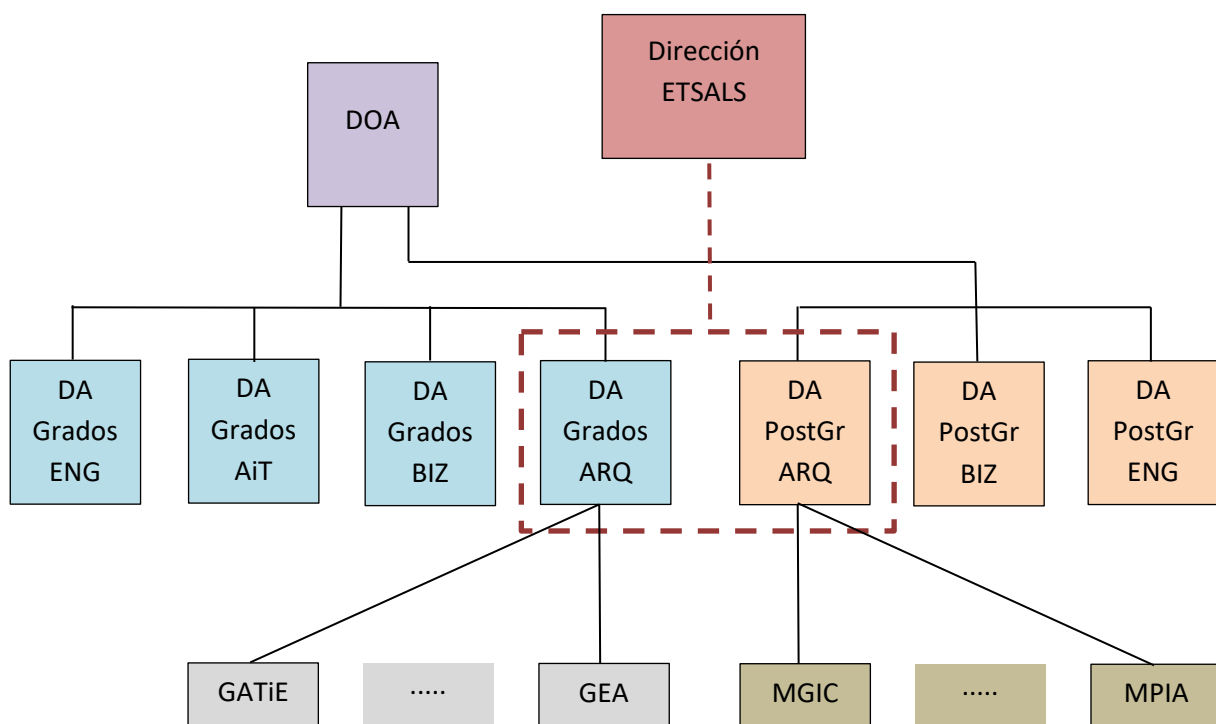 Dirección
ETSALS
DOA
DA
Grados
ENG
DA
Grados
AiT
DA
Grados
BIZ
DA
Grados
ARQ
DA
PostGr
ARQ
DA
PostGr
BIZ
DA
PostGr
ENG
GATiE
.....
GEA
MGIC
.....
MPIA